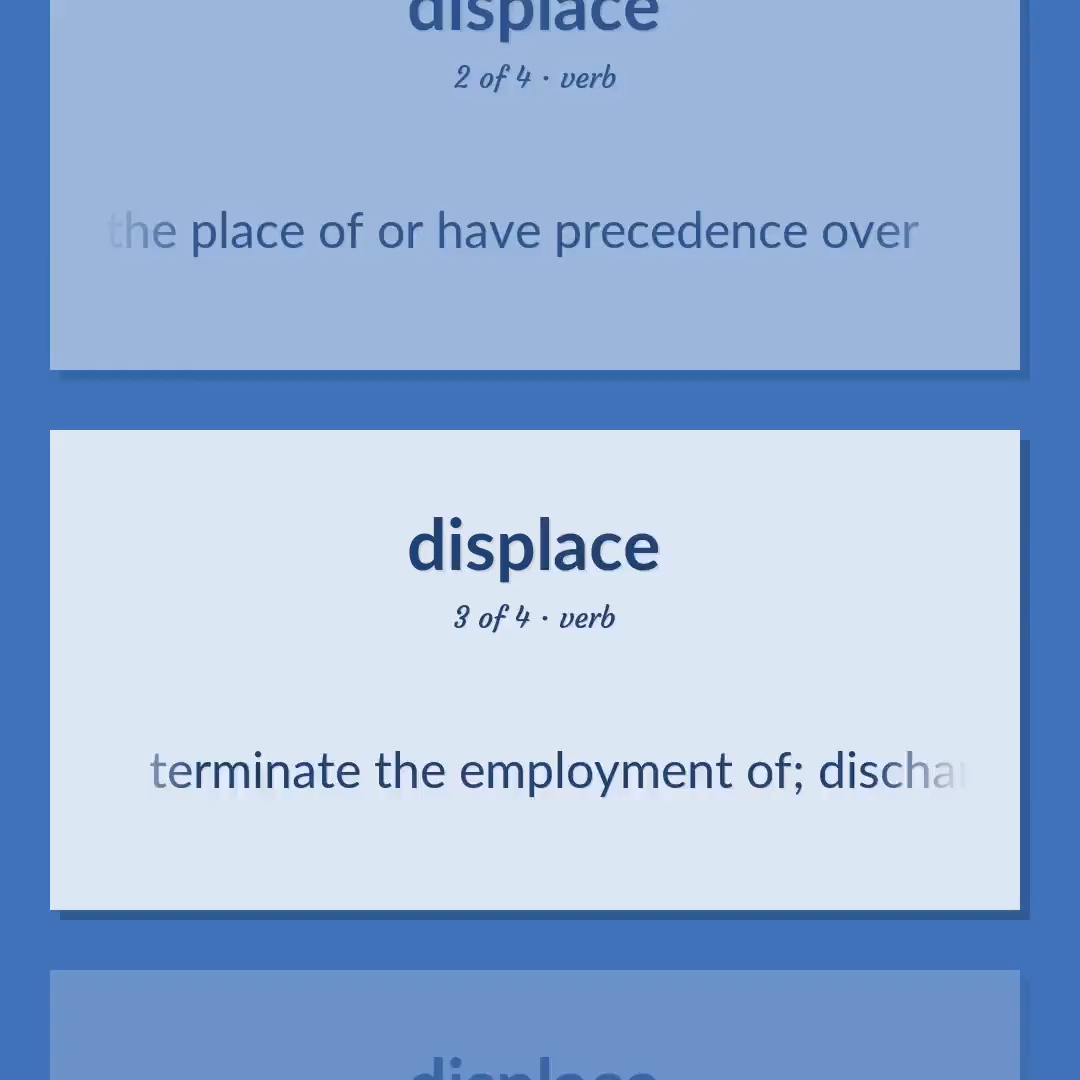 displace
2 of 4 · verb
the place of or have precedence over
displace
3 of 4 · verb
terminate the employment of; 
displace